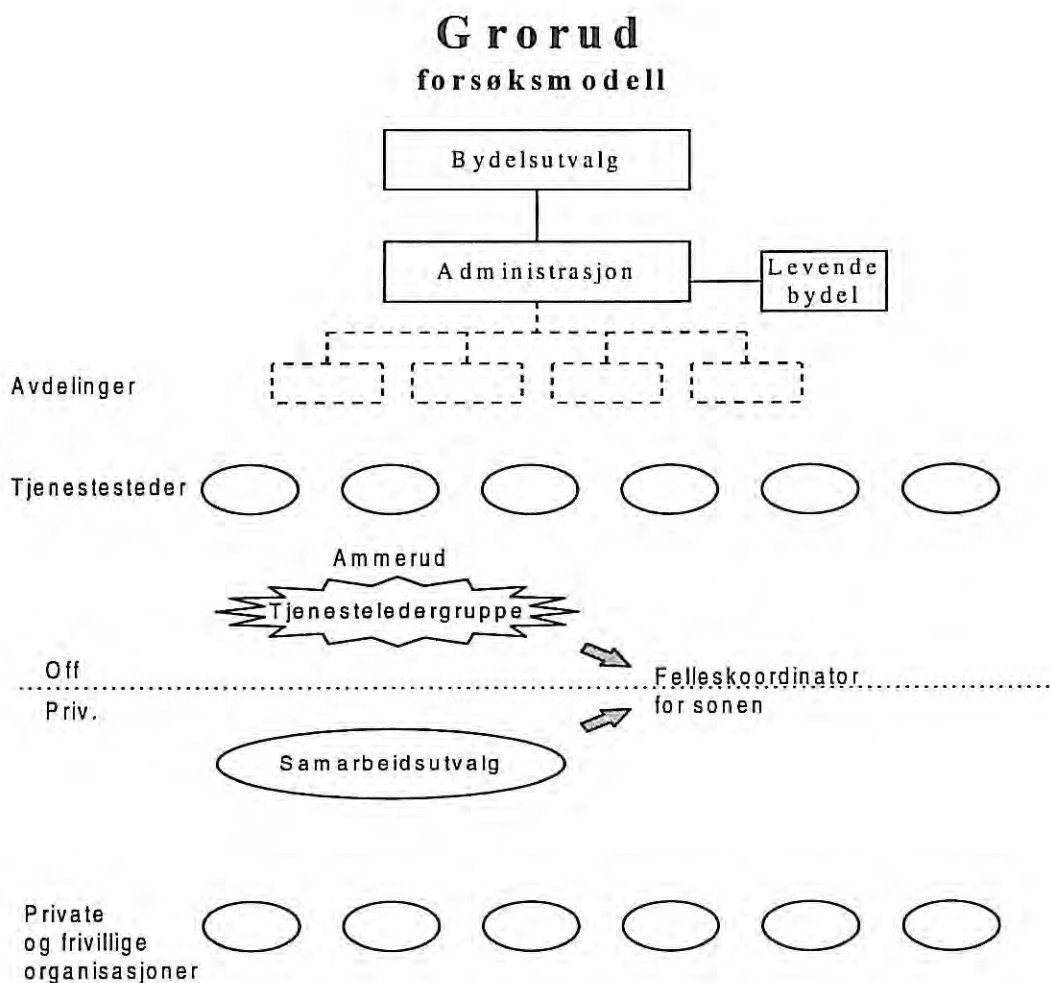 Grorud
forsøksmodell
Bydelsutvalg
Administrasjon
Levende
bydel
Avdelinger
Tjenestesteder
Ammerud
Tjenesteledergruppe
Off
Felleskoordinator
for sonen
Priv.
Samarbeidsutvalg
Private
og frivillige
organisasjoner